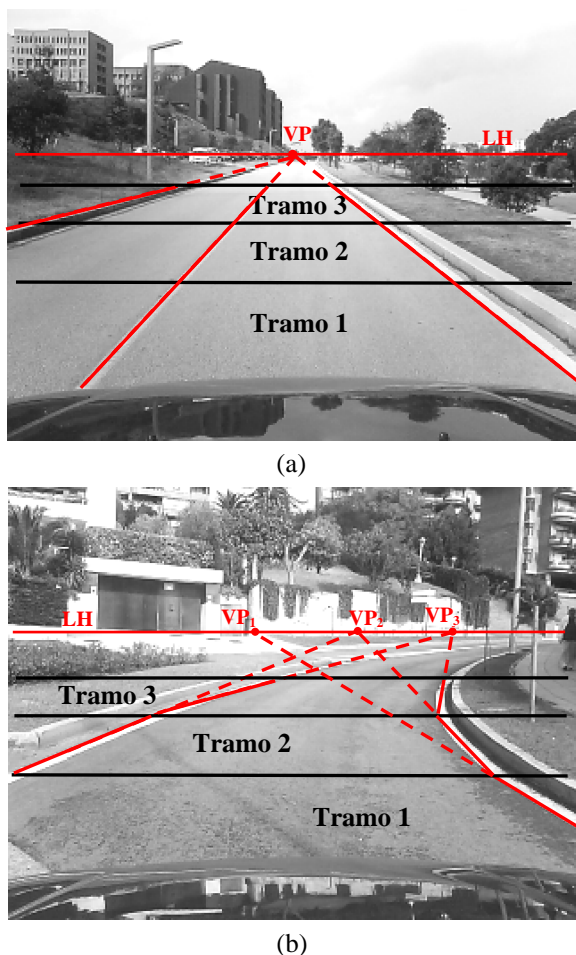 VP
LH
Tramo 3
Tramo 2
Tramo 1
(a)
LH
VP1
VP2
VP3
Tramo 3
Tramo 2
Tramo 1
(b)